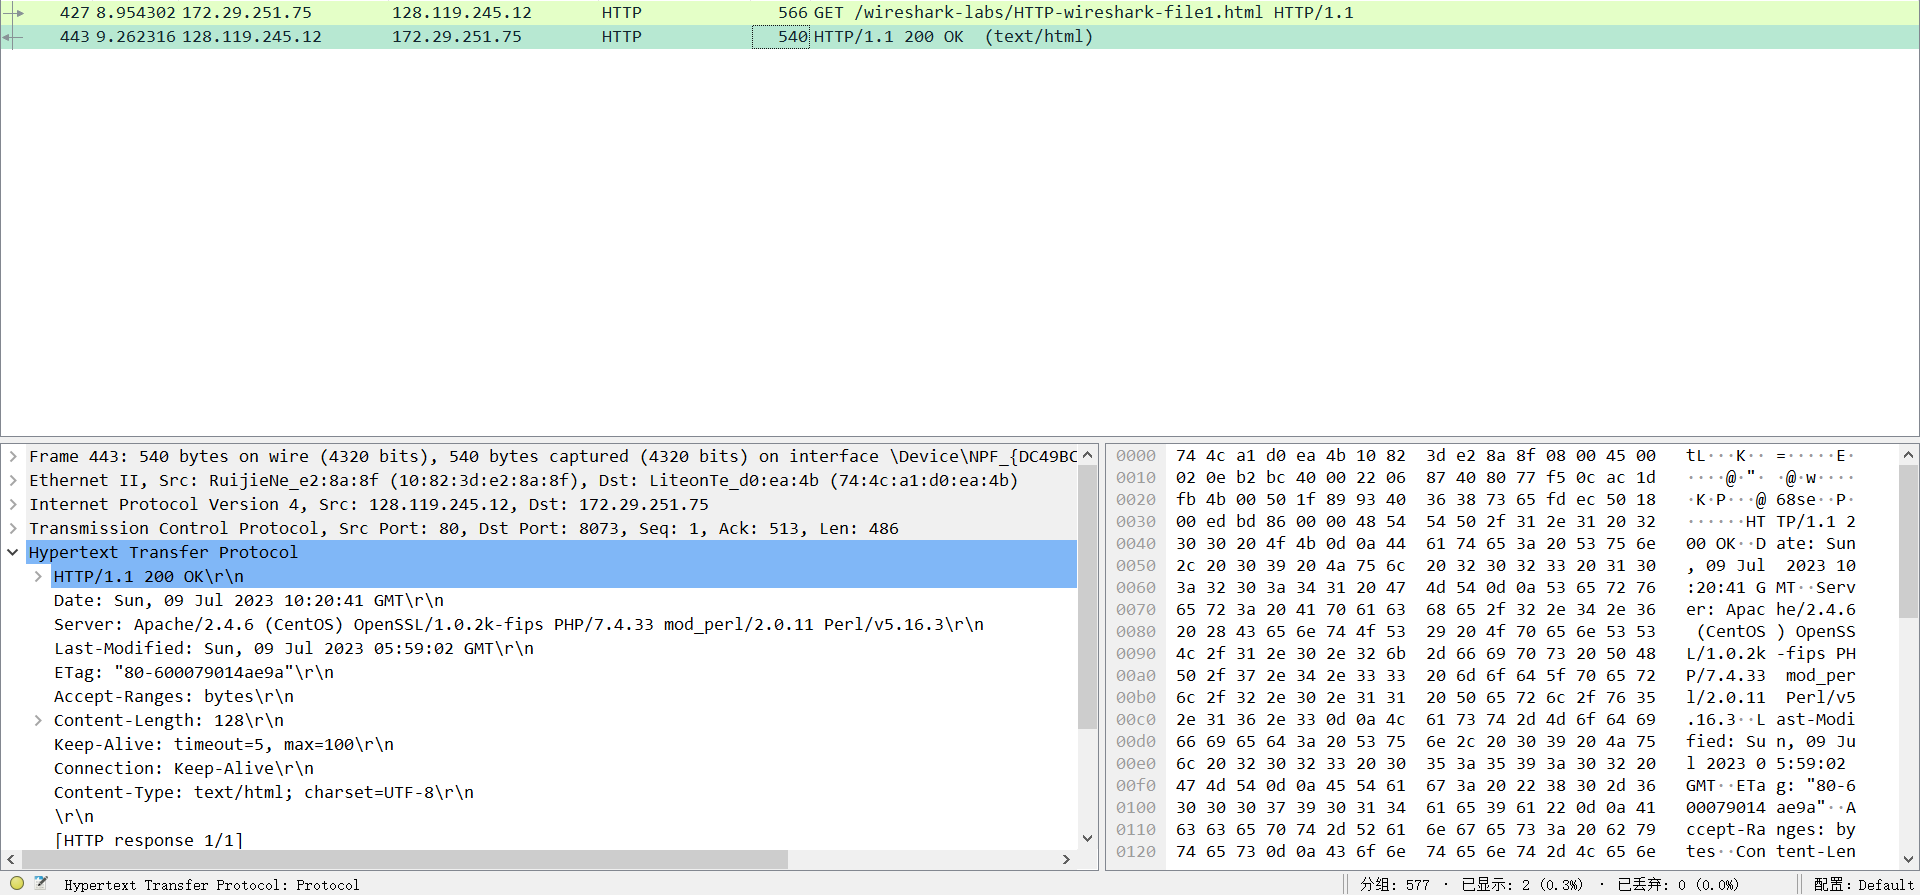 427 8.954302 172.29.251.75 128.119.245.12 HTTP 566 GET /wireshark-labs/HTTP-wireshark-file1.html HTTP/1.1
443 9.262316 128.119.245.12 172.29.251.75 HTTP 540 HTTP/1.1 200 OK (text/html)
Frame 443: 540 bytes on wire (4320 bits), 540 bytes captured (4320 bits) on interface \Device\NPF_{DC49BC
Ethernet II, Src: RuijieNe_e2:8a:8f (10:82:3d:e2:8a:8f), Dst: LiteonTe_d0:ea:4b (74:4c:a1:d0:ea:4b)
Internet Protocol Version 4, Src: 128.119.245.12, Dst: 172.29.251.75
Transmission Control Protocol, Src Port: 80, Dst Port: 8073, Seq: 1, Ack: 513, Len: 486
Hypertext Transfer Protocol
HTTP/1.1 200 OK\r\n
Date: Sun, 09 Jul 2023 10:20:41 GMT\r\n
Server: Apache/2.4.6 (CentOS) OpenSSL/1.0.2k-fips PHP/7.4.33 mod_perl/2.0.11 Perl/v5.16.3\r\n
Last-Modified: Sun, 09 Jul 2023 05:59:02 GMT\r\n
ETag: "80-600079014ae9a"\r\n
Accept-Ranges: bytes\r\n
Content-Length: 128\r\n
Keep-Alive: timeout=5, max=100\r\n
Connection: Keep-Alive\r\n
Content-Type: text/html; charset=UTF-8\r\n
\r\n
[HTTP response 1/1]
0000 74 4c a1 d0 ea 4b 10 82 3d e2 8a 8f 08 00 45 00 tL···K·· =·····E·
0010 02 0e b2 bc 40 00 22 06 87 40 80 77 f5 0c ac 1d ····@·"· ·@·w····
0020 fb 4b 00 50 1f 89 93 40 36 38 73 65 fd ec 50 18 ·K·P···@ 68se··P·
0030 00 ed bd 86 00 00 48 54 54 50 2f 31 2e 31 20 32 ······HT TP/1.1 2
0040 30 30 20 4f 4b 0d 0a 44 61 74 65 3a 20 53 75 6e 00 OK··D ate: Sun
0050 2c 20 30 39 20 4a 75 6c 20 32 30 32 33 20 31 30 , 09 Jul 2023 10
0060 3a 32 30 3a 34 31 20 47 4d 54 0d 0a 53 65 72 76 :20:41 G MT··Serv
0070 65 72 3a 20 41 70 61 63 68 65 2f 32 2e 34 2e 36 er: Apac he/2.4.6
0080 20 28 43 65 6e 74 4f 53 29 20 4f 70 65 6e 53 53 (CentOS ) OpenSS
0090 4c 2f 31 2e 30 2e 32 6b 2d 66 69 70 73 20 50 48 L/1.0.2k -fips PH
00a0 50 2f 37 2e 34 2e 33 33 20 6d 6f 64 5f 70 65 72 P/7.4.33 mod_per
00b0 6c 2f 32 2e 30 2e 31 31 20 50 65 72 6c 2f 76 35 l/2.0.11 Perl/v5
00c0 2e 31 36 2e 33 0d 0a 4c 61 73 74 2d 4d 6f 64 69 .16.3··L ast-Modi
00d0 66 69 65 64 3a 20 53 75 6e 2c 20 30 39 20 4a 75 fied: Su n, 09 Ju
00e0 6c 20 32 30 32 33 20 30 35 3a 35 39 3a 30 32 20 l 2023 0 5:59:02
00f0 47 4d 54 0d 0a 45 54 61 67 3a 20 22 38 30 2d 36 GMT··ETa g: "80-6
0100 30 30 30 37 39 30 31 34 61 65 39 61 22 0d 0a 41 00079014 ae9a"··A
0110 63 63 65 70 74 2d 52 61 6e 67 65 73 3a 20 62 79 ccept-Ra nges: by
0120 74 65 73 0d 0a 43 6f 6e 74 65 6e 74 2d 4c 65 6e tes··Con tent-Len
Hypertext Transfer Protocol: Protocol
分组: 577 · 已显示: 2 (0.3%) · 已丢弃: 0 (0.0%)
配置: Default